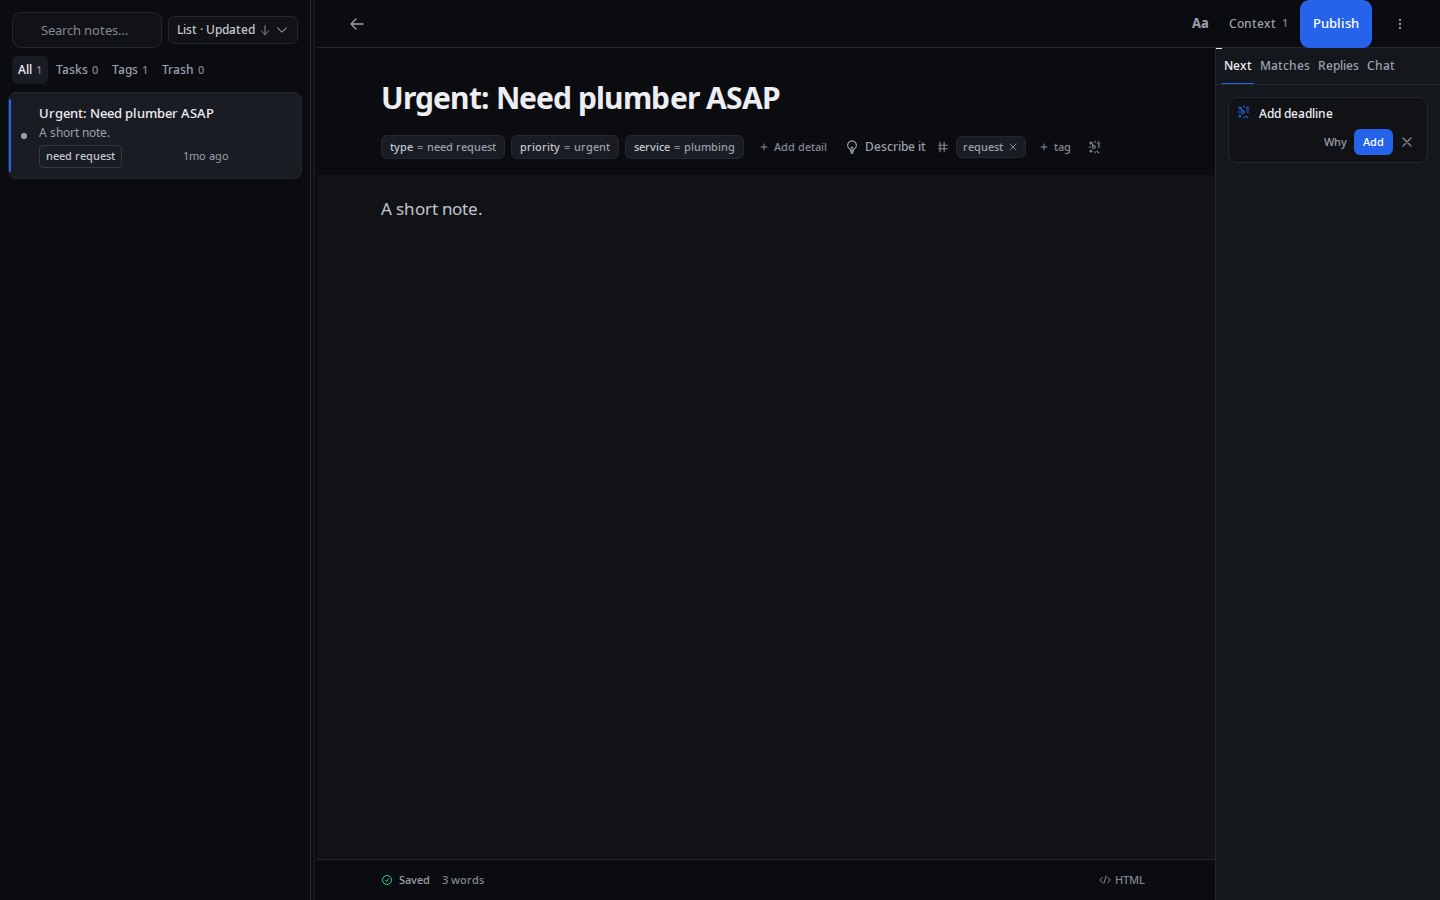 Search notes...
List · Updated
All 1
Tasks 0
Tags 1
Trash 0
Urgent: Need plumber ASAP
A short note.
need request
1mo ago
Aa
Context 1
Publish
Urgent: Need plumber ASAP
type = need request
priority = urgent
service = plumbing
+ Add detail
Describe it
# request
+ tag
A short note.
Saved
3 words
</> HTML
Next
Matches
Replies
Chat
Add deadline
Why
Add